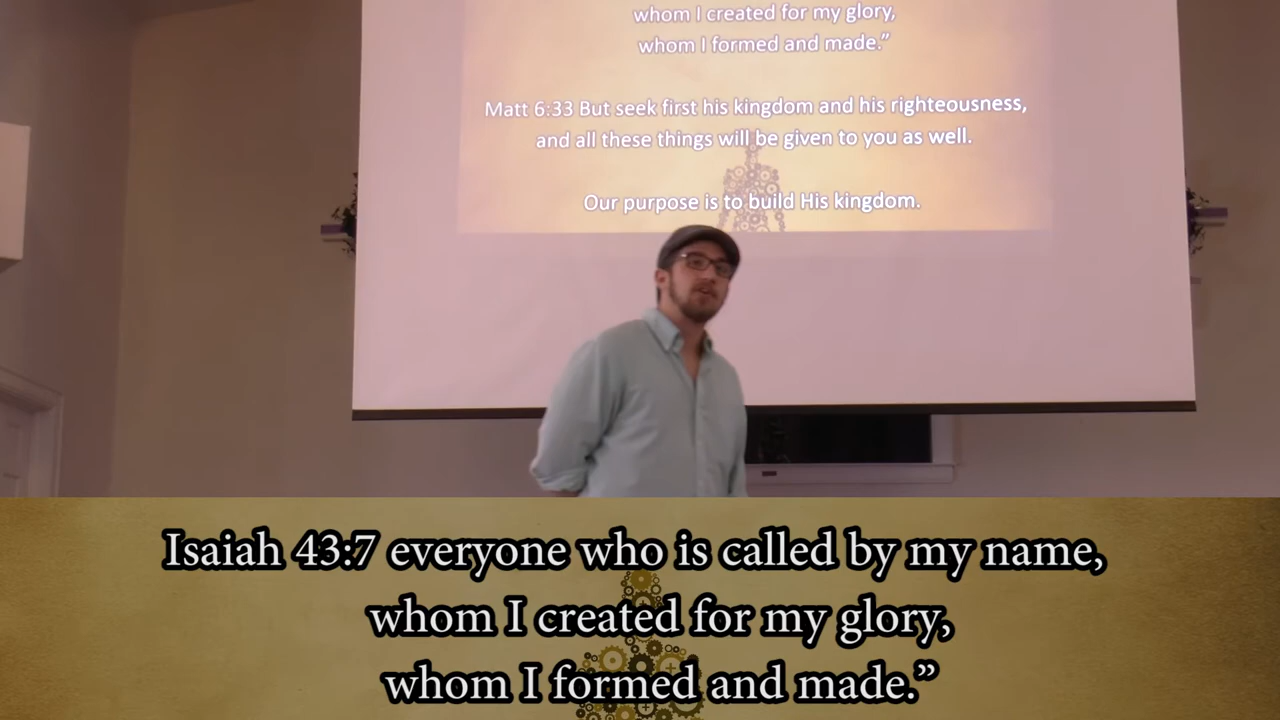 whom I created for my glory,
whom I formed and made.”
Matt 6:33 But seek first his kingdom and his righteousness,
and all these things will be given to you as well.
Our purpose is to build His kingdom.
Isaiah 43:7 everyone who is called by my name,
whom I created for my glory,
whom I formed and made.”